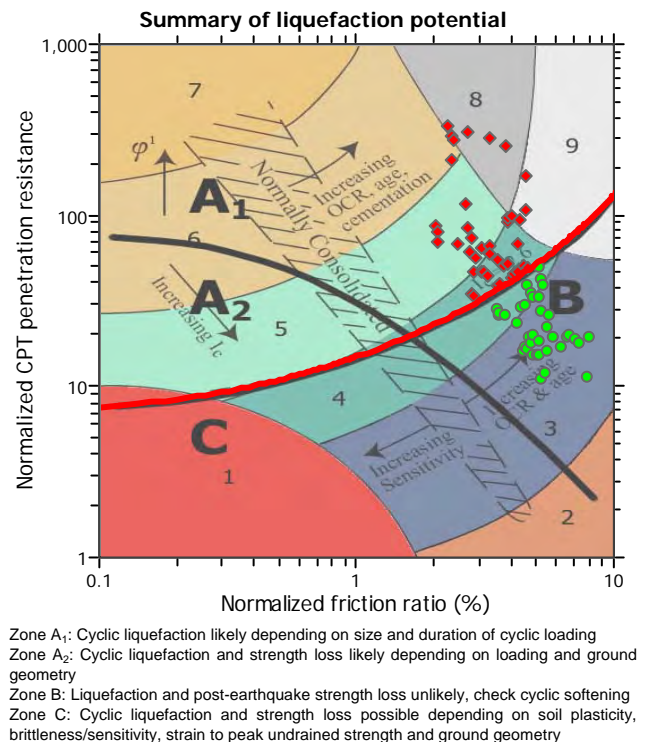 Summary of liquefaction potential
1,000
7
8
9
φ¹
A₁
Normally Consolidated
Increasing
OCR, age,
cementation
100
6
A₂
Increasing Ic
5
B
10
4
C
Increasing
OCR & age
Increasing
Sensitivity
3
1
2
1
0.1
1
10
Normalized CPT penetration resistance
Normalized friction ratio (%)
Zone A₁: Cyclic liquefaction likely depending on size and duration of cyclic loading
Zone A₂: Cyclic liquefaction and strength loss likely depending on loading and ground
geometry
Zone B: Liquefaction and post-earthquake strength loss unlikely, check cyclic softening
Zone C: Cyclic liquefaction and strength loss possible depending on soil plasticity,
brittleness/sensitivity, strain to peak undrained strength and ground geometry